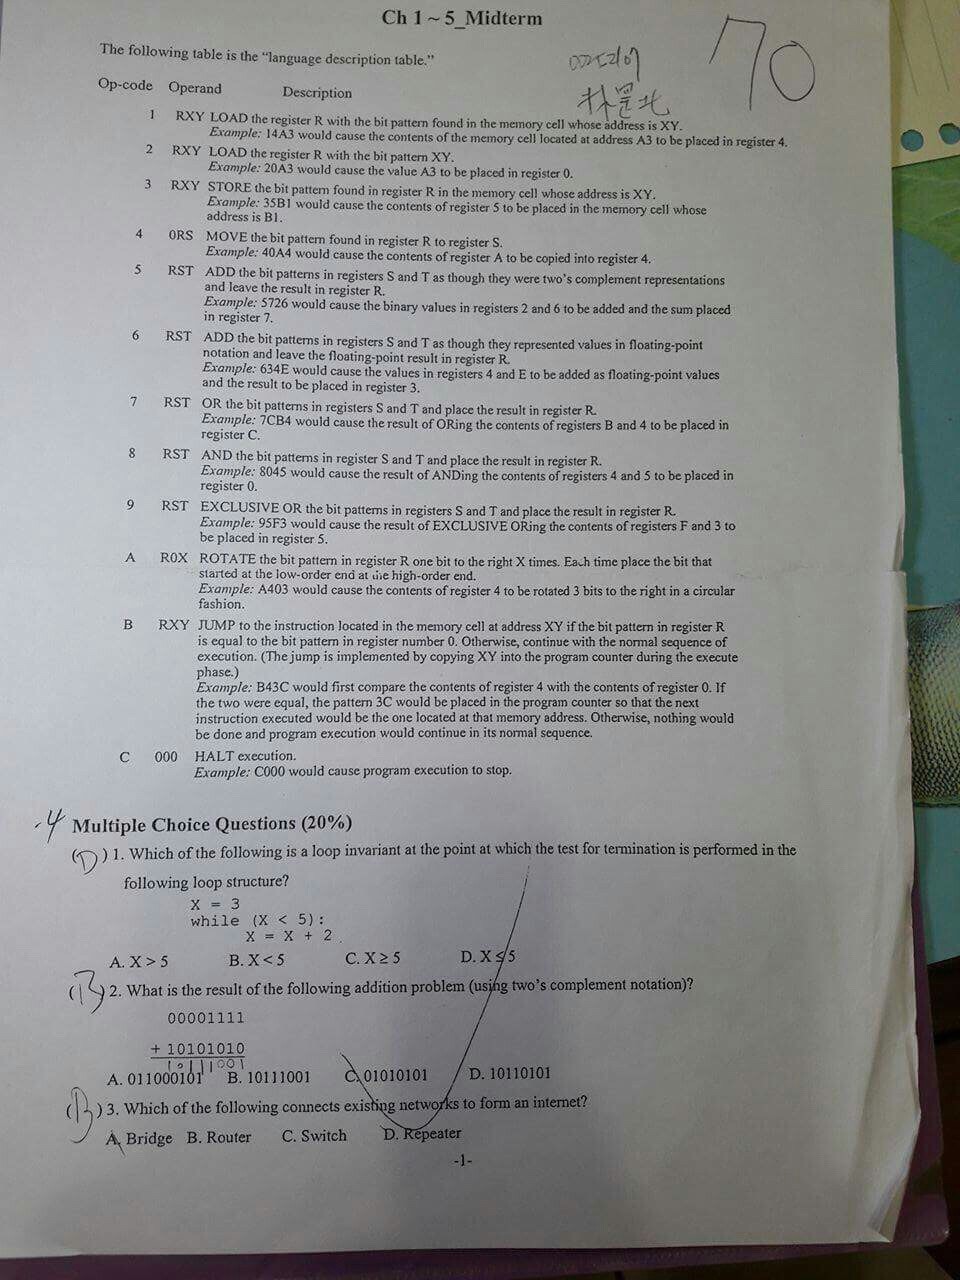 Ch 1 ~ 5_Midterm
70
The following table is the “language description table.”
Op-code Operand Description
1 RXY LOAD the register R with the bit pattern found in the memory cell whose address is XY.
Example: 14A3 would cause the contents of the memory cell located at address A3 to be placed in register 4.
2 RXY LOAD the register R with the bit pattern XY.
Example: 20A3 would cause the value A3 to be placed in register 0.
3 RXY STORE the bit pattern found in register R in the memory cell whose address is XY.
Example: 35B1 would cause the contents of register 5 to be placed in the memory cell whose
address is B1.
4 0RS MOVE the bit pattern found in register R to register S.
Example: 40A4 would cause the contents of register A to be copied into register 4.
5 RST ADD the bit patterns in registers S and T as though they were two’s complement representations
and leave the result in register R.
Example: 5726 would cause the binary values in registers 2 and 6 to be added and the sum placed
in register 7.
6 RST ADD the bit patterns in registers S and T as though they represented values in floating-point
notation and leave the floating-point result in register R.
Example: 634E would cause the values in registers 4 and E to be added as floating-point values
and the result to be placed in register 3.
7 RST OR the bit patterns in registers S and T and place the result in register R.
Example: 7CB4 would cause the result of ORing the contents of registers B and 4 to be placed in
register C.
8 RST AND the bit patterns in register S and T and place the result in register R.
Example: 8045 would cause the result of ANDing the contents of registers 4 and 5 to be placed in
register 0.
9 RST EXCLUSIVE OR the bit patterns in registers S and T and place the result in register R.
Example: 95F3 would cause the result of EXCLUSIVE ORing the contents of registers F and 3 to
be placed in register 5.
A R0X ROTATE the bit pattern in register R one bit to the right X times. Each time place the bit that
started at the low-order end at the high-order end.
Example: A403 would cause the contents of register 4 to be rotated 3 bits to the right in a circular
fashion.
B RXY JUMP to the instruction located in the memory cell at address XY if the bit pattern in register R
is equal to the bit pattern in register number 0. Otherwise, continue with the normal sequence of
execution. (The jump is implemented by copying XY into the program counter during the execute
phase.)
Example: B43C would first compare the contents of register 4 with the contents of register 0. If
the two were equal, the pattern 3C would be placed in the program counter so that the next
instruction executed would be the one located at that memory address. Otherwise, nothing would
be done and program execution would continue in its normal sequence.
C 000 HALT execution.
Example: C000 would cause program execution to stop.
-4 Multiple Choice Questions (20%)
(D) 1. Which of the following is a loop invariant at the point at which the test for termination is performed in the
following loop structure?
X = 3
while (X < 5):
X = X + 2
A. X > 5 B. X < 5 C. X ≥ 5 D. X ≤ 5
(B) 2. What is the result of the following addition problem (using two’s complement notation)?
00001111
+ 10101010
10111001
A. 011000101 B. 10111001 C. 01010101 D. 10110101
(B) 3. Which of the following connects existing networks to form an internet?
A. Bridge B. Router C. Switch D. Repeater
-1-